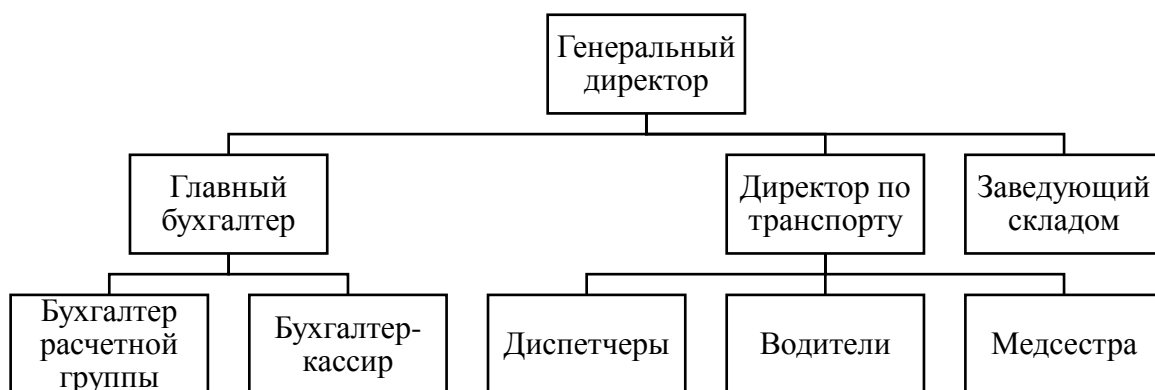 Генеральный
директор
Главный
бухгалтер
Директор по
транспорту
Заведующий
складом
Бухгалтер
расчетной
группы
Бухгалтер-
кассир
Диспетчеры
Водители
Медсестра